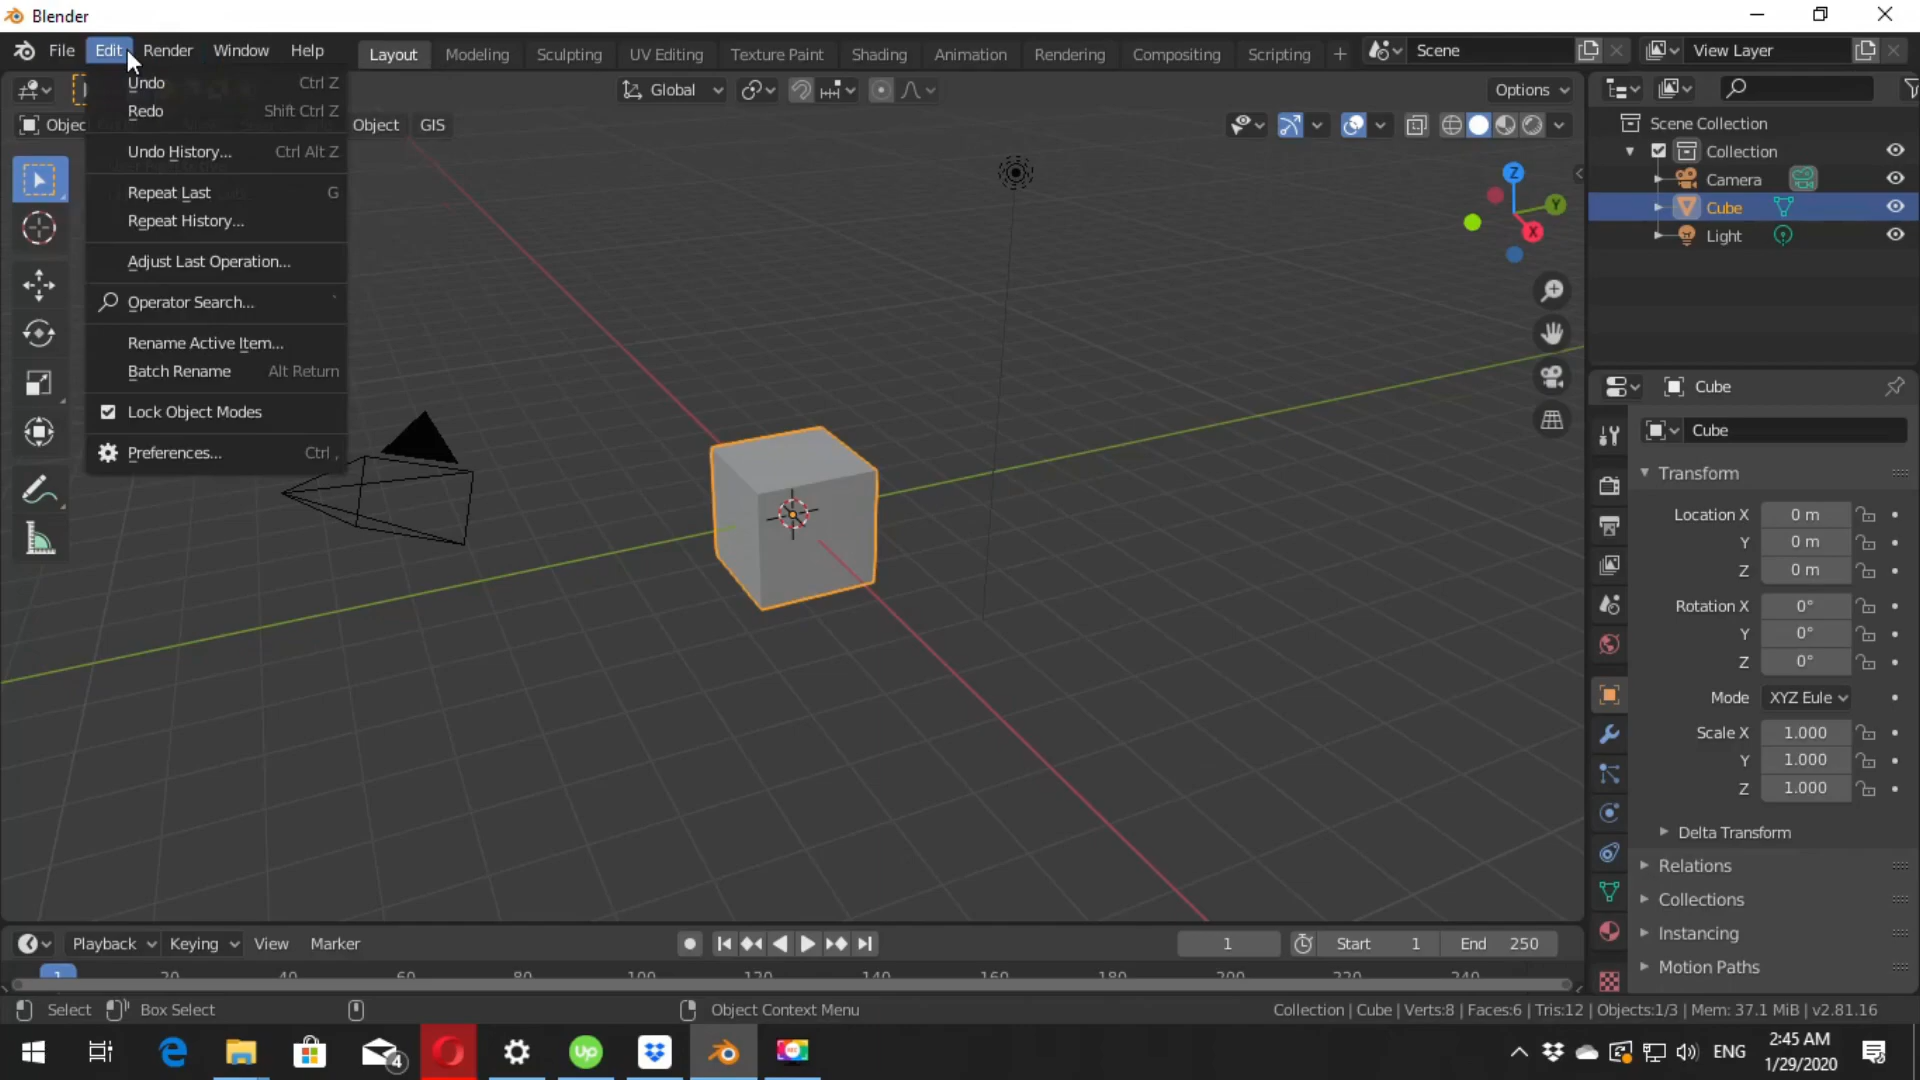 Blender
File Edit Render Window Help Layout Modeling Sculpting UV Editing Texture Paint Shading Animation Rendering Compositing Scripting + Scene View Layer
Undo Ctrl Z
Redo Shift Ctrl Z
Undo History... Ctrl Alt Z
Repeat Last G
Repeat History...
Adjust Last Operation...
Operator Search... `
Rename Active Item...
Batch Rename Alt Return
Lock Object Modes
Preferences... Ctrl ,
Global Options
Objec Object GIS
Z
Y
X
Scene Collection
Collection
Camera
Cube
Light
Cube
Cube
Transform
Location X 0 m
Y 0 m
Z 0 m
Rotation X 0°
Y 0°
Z 0°
Mode XYZ Eule
Scale X 1.000
Y 1.000
Z 1.000
Delta Transform
Relations
Collections
Instancing
Motion Paths
Playback Keying View Marker 1 Start 1 End 250
1 20 40 60 80 100 120 140 160 180 200 220 240
Select Box Select Object Context Menu Collection | Cube | Verts:8 | Faces:6 | Tris:12 | Objects:1/3 | Mem: 37.1 MiB | v2.81.16
4 up REC ENG 2:45 AM
1/29/2020